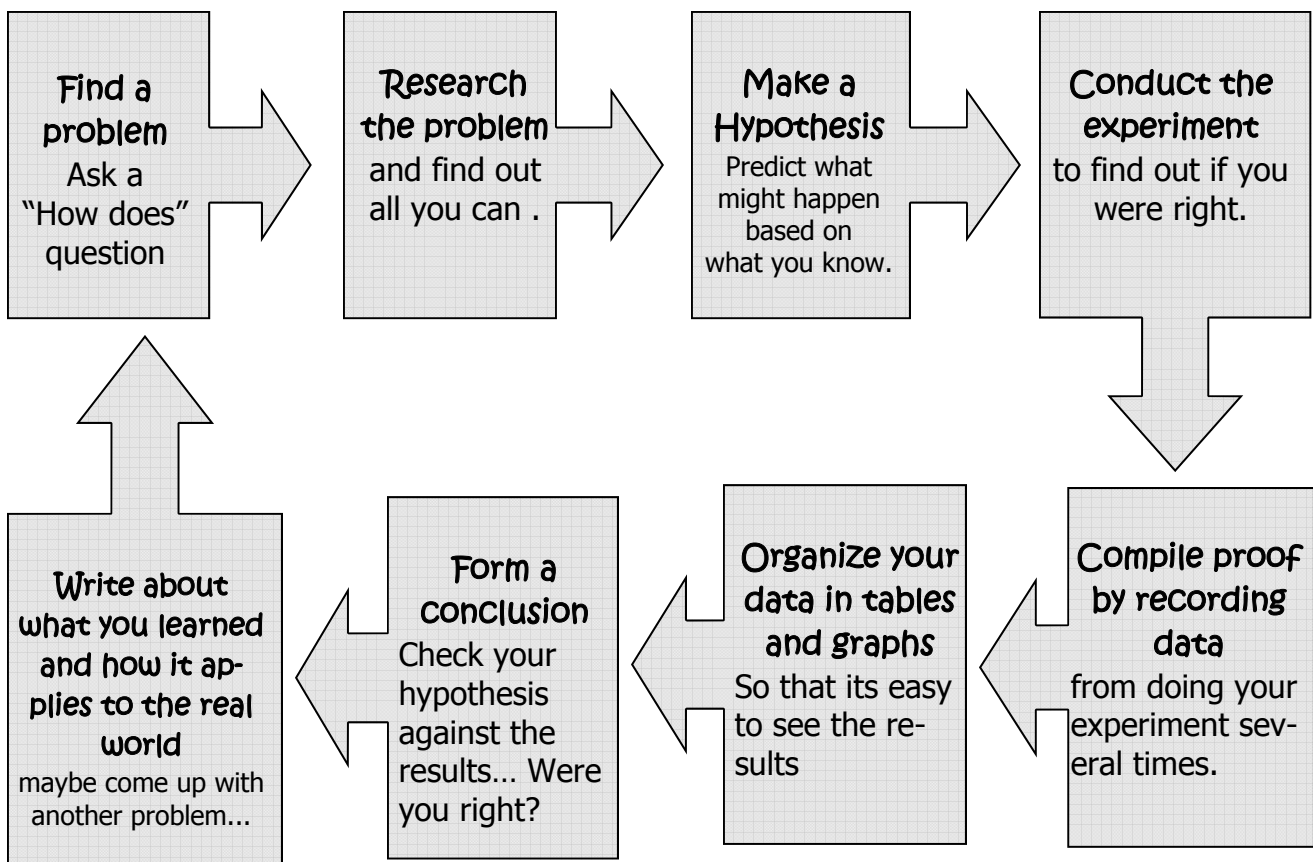 Find a
problem
Ask a
“How does”
question
Research
the problem
and find out
all you can .
Make a
Hypothesis
Predict what
might happen
based on
what you know.
Conduct the
experiment
to find out if you
were right.
Compile proof
by recording
data
from doing your
experiment sev-
eral times.
Organize your
data in tables
and graphs
So that its easy
to see the re-
sults
Form a
conclusion
Check your
hypothesis
against the
results... Were
you right?
Write about
what you learned
and how it ap-
plies to the real
world
maybe come up with
another problem...